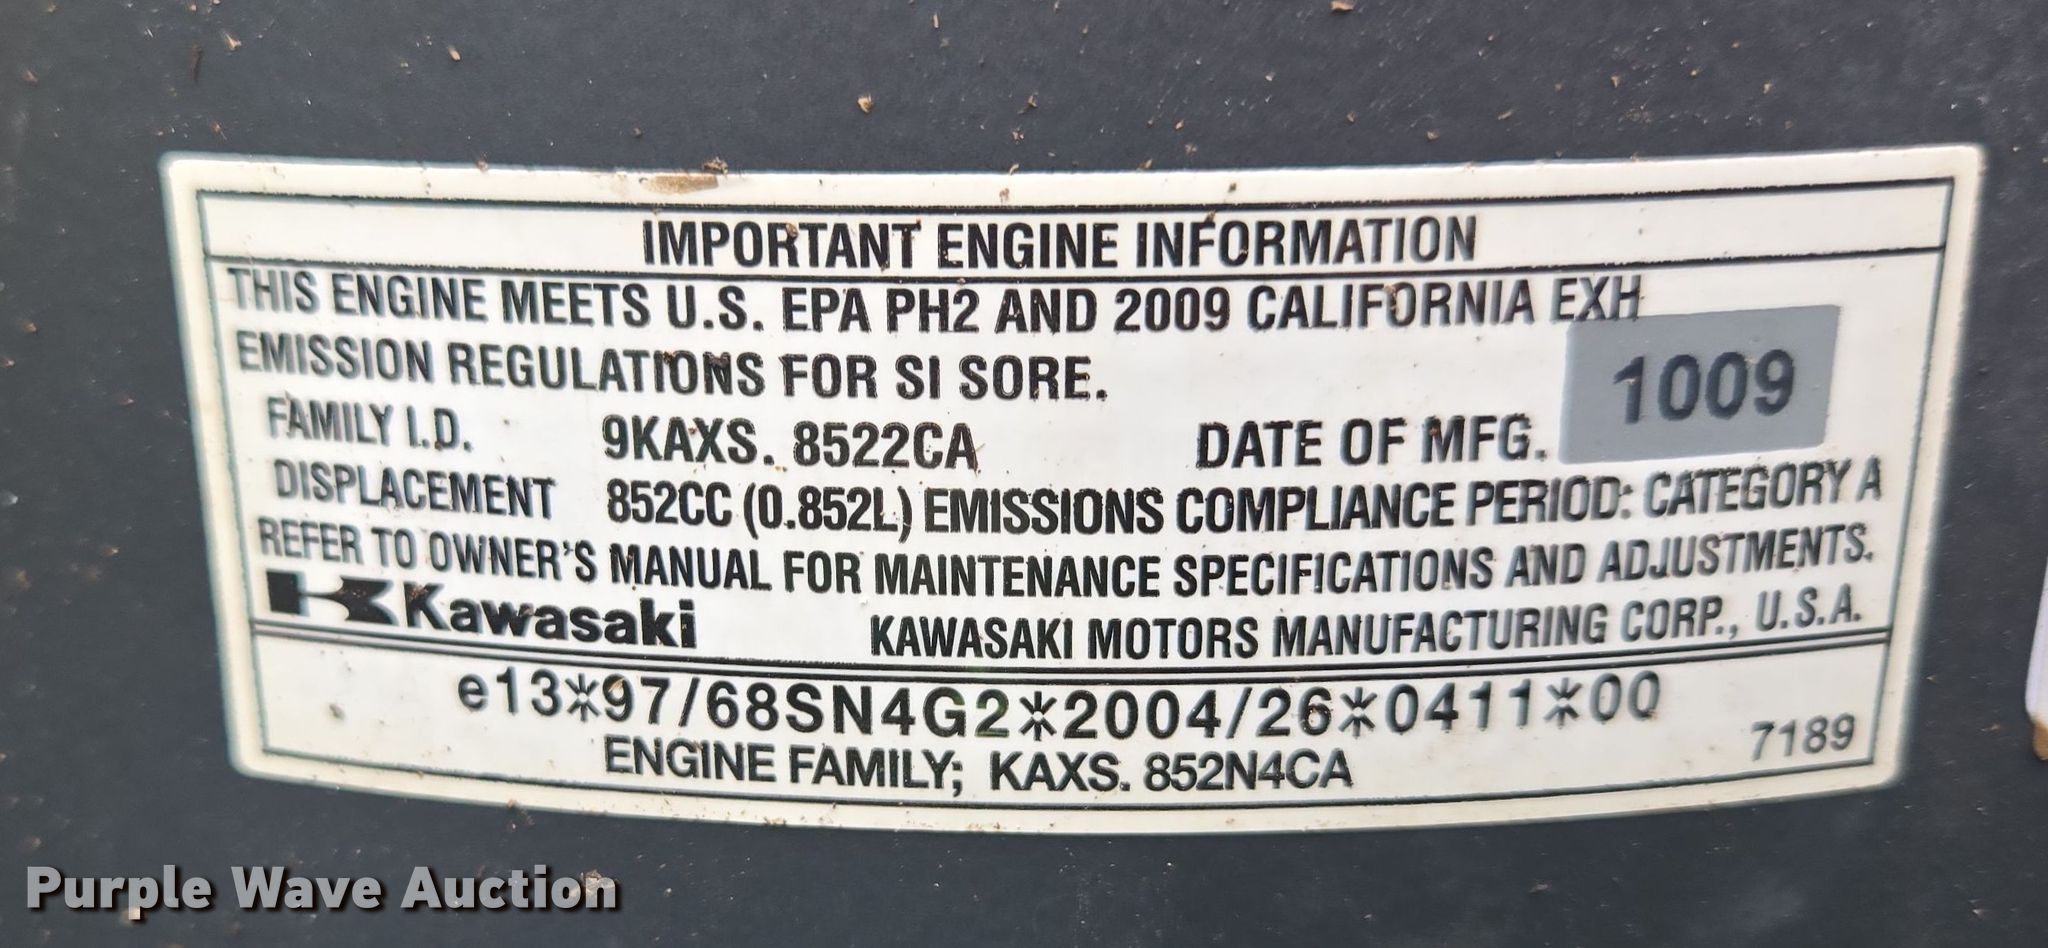 IMPORTANT ENGINE INFORMATION
THIS ENGINE MEETS U.S. EPA PH2 AND 2009 CALIFORNIA EXH
EMISSION REGULATIONS FOR SI SORE.
FAMILY I.D. 9KAXS. 8522CA DATE OF MFG. 1009
DISPLACEMENT 852CC (0.852L) EMISSIONS COMPLIANCE PERIOD: CATEGORY A
REFER TO OWNER'S MANUAL FOR MAINTENANCE SPECIFICATIONS AND ADJUSTMENTS.
Kawasaki KAWASAKI MOTORS MANUFACTURING CORP., U.S.A.
e13*97/68SN4G2*2004/26*0411*00
ENGINE FAMILY; KAXS. 852N4CA 7189
Purple Wave Auction